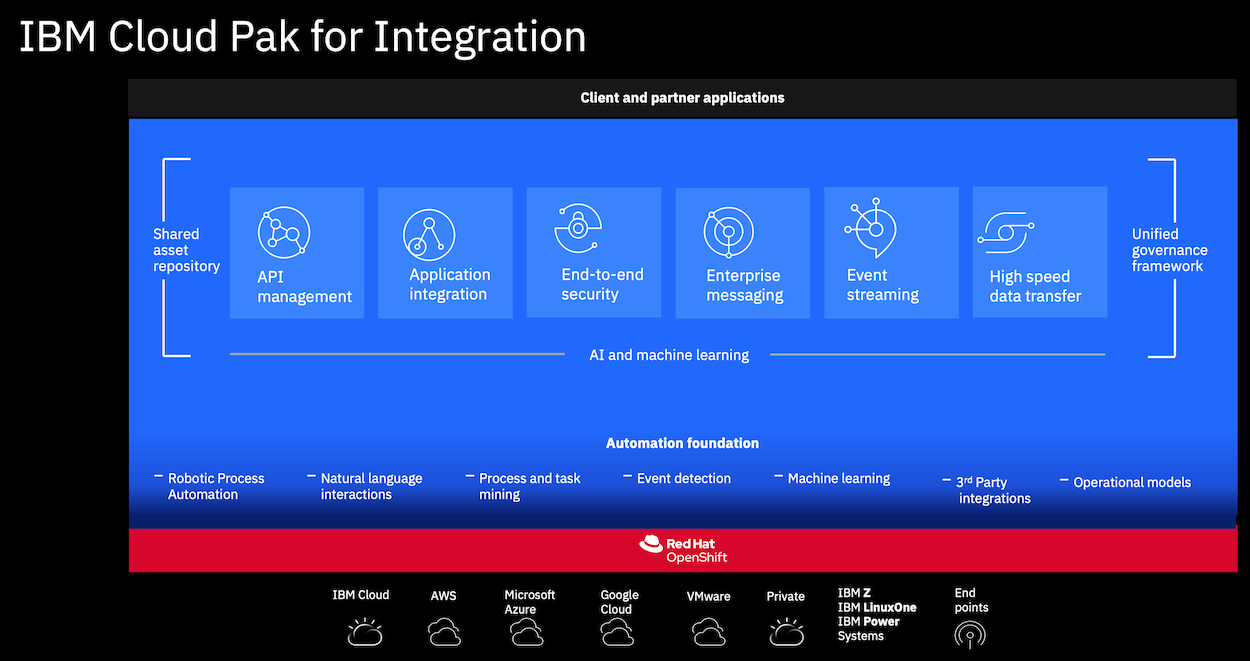 IBM Cloud Pak for Integration
Client and partner applications
Shared
asset
repository
API
management
Application
integration
End-to-end
security
Enterprise
messaging
Event
streaming
High speed
data transfer
Unified
governance
framework
AI and machine learning
Automation foundation
– Robotic Process
Automation
– Natural language
interactions
– Process and task
mining
– Event detection
– Machine learning
– 3rd Party
integrations
– Operational models
Red Hat
OpenShift
IBM Cloud
AWS
Microsoft
Azure
Google
Cloud
VMware
Private
IBM Z
IBM LinuxOne
IBM Power
Systems
End
points